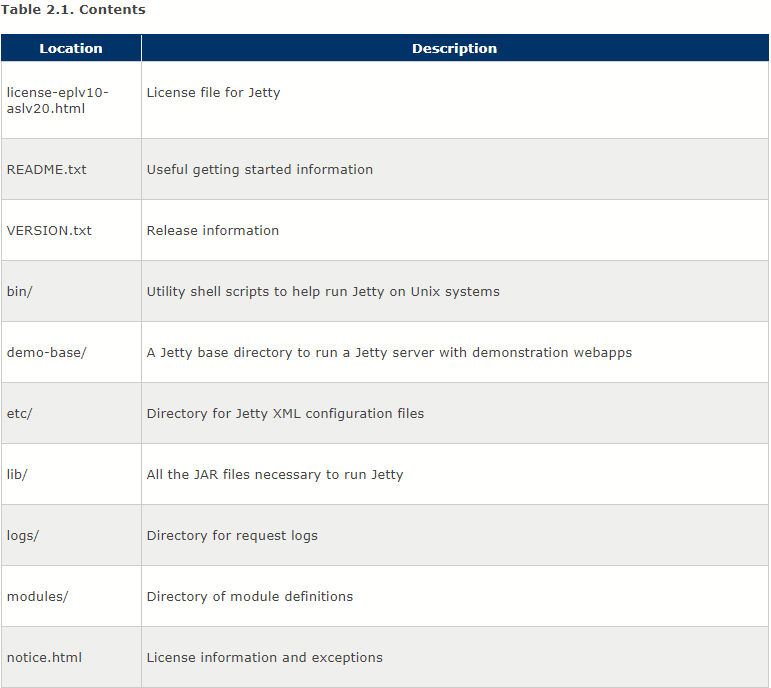 Table 2.1. Contents
Location Description
license-eplv10-
aslv20.html
License file for Jetty
README.txt Useful getting started information
VERSION.txt Release information
bin/ Utility shell scripts to help run Jetty on Unix systems
demo-base/ A Jetty base directory to run a Jetty server with demonstration webapps
etc/ Directory for Jetty XML configuration files
lib/ All the JAR files necessary to run Jetty
logs/ Directory for request logs
modules/ Directory of module definitions
notice.html License information and exceptions